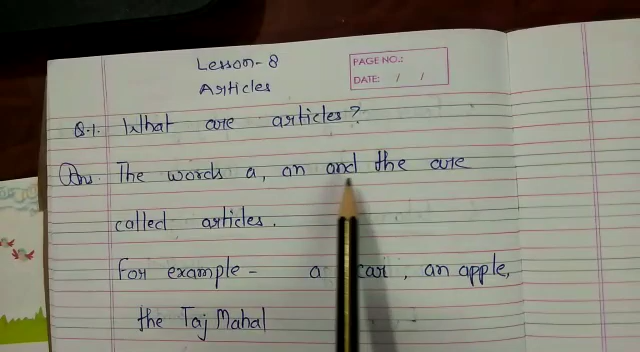 Lesson-8
PAGE NO.:
DATE: / /
Articles
Q-1. What are articles?
Ans. The words a, an and the are
called articles.
For example - a car, an apple,
the Taj Mahal